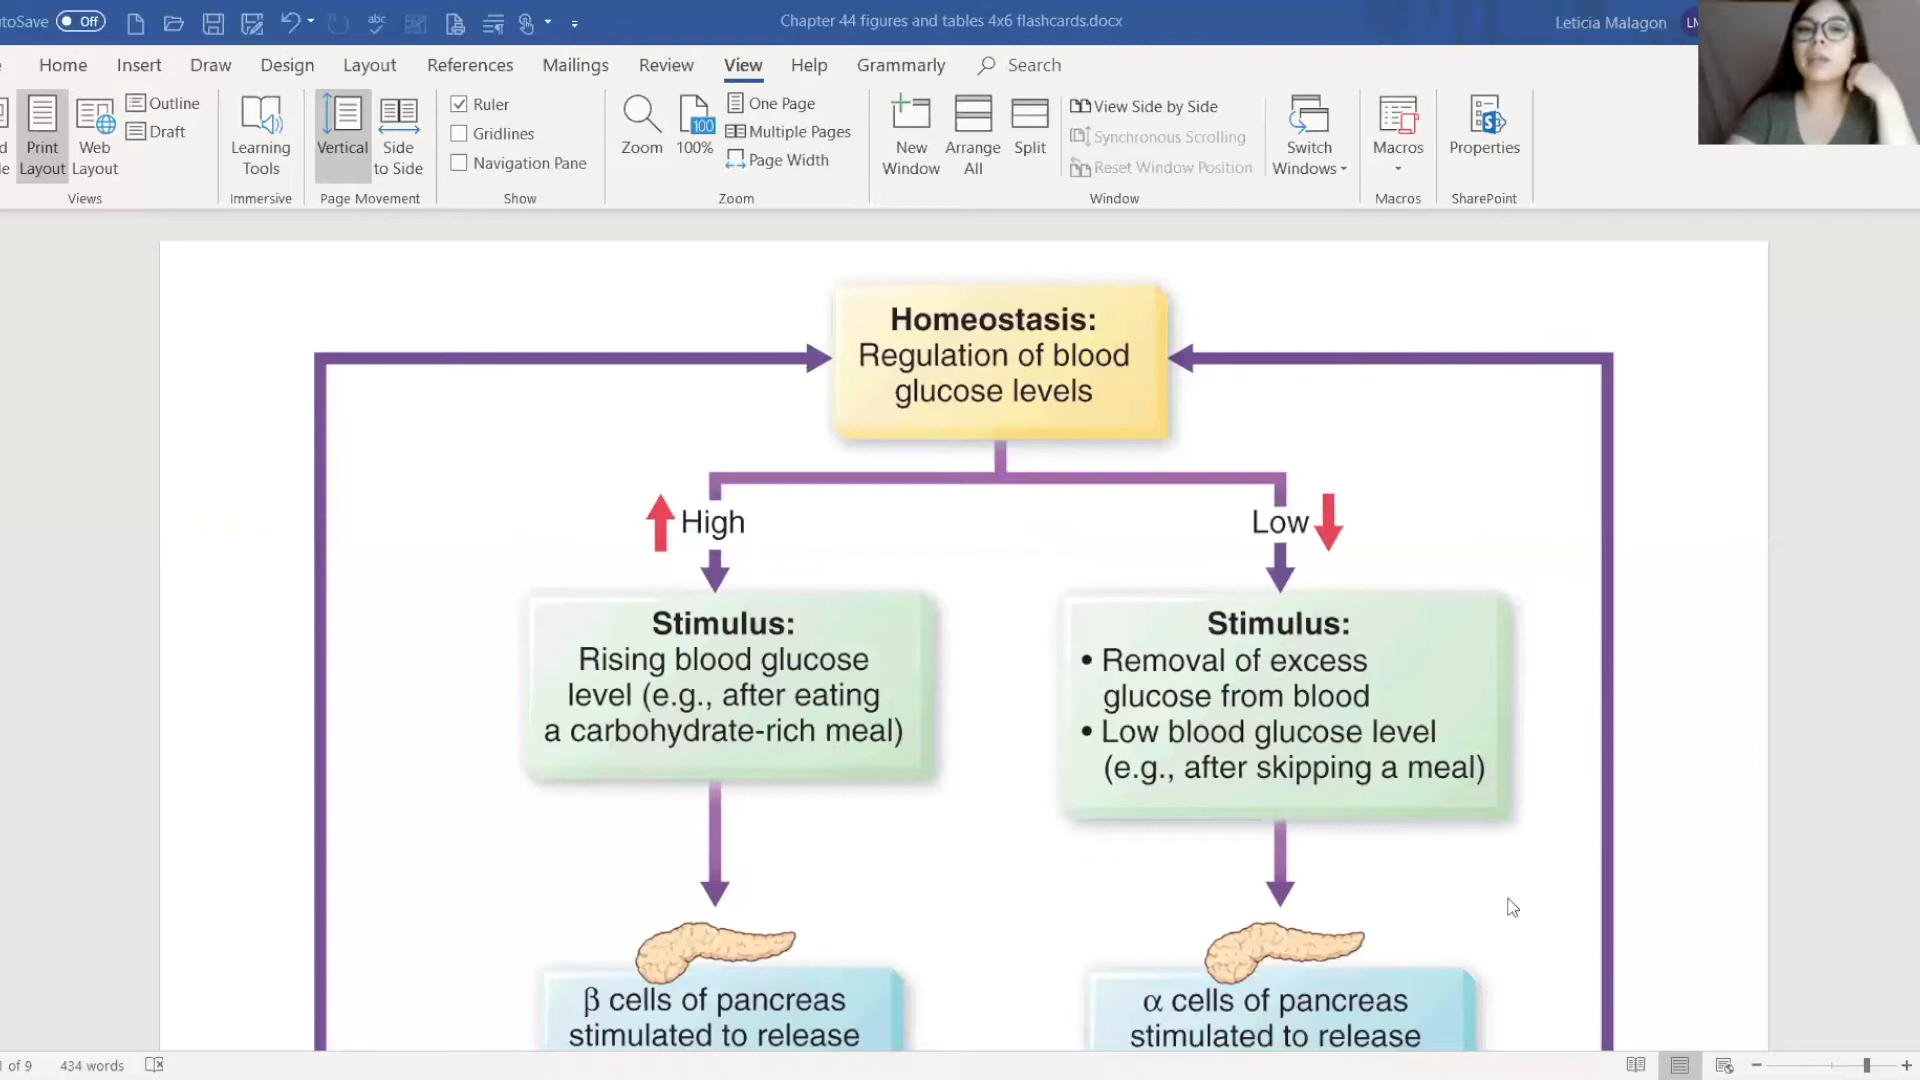 utoSave Off Chapter 44 figures and tables 4x6 flashcards.docx Leticia Malagon LM
Home Insert Draw Design Layout References Mailings Review View Help Grammarly Search
Print Layout
Web Layout
Outline
Draft
Views
Learning Tools
Immersive
Vertical
Side to Side
Page Movement
Ruler
Gridlines
Navigation Pane
Show
Zoom
100
100%
One Page
Multiple Pages
Page Width
Zoom
New Window
Arrange All
Split
View Side by Side
Synchronous Scrolling
Reset Window Position
Switch Windows
Window
Macros
Macros
Properties
SharePoint
Homeostasis:
Regulation of blood
glucose levels
High
Low
Stimulus:
Rising blood glucose
level (e.g., after eating
a carbohydrate-rich meal)
Stimulus:
• Removal of excess
glucose from blood
• Low blood glucose level
(e.g., after skipping a meal)
β cells of pancreas
stimulated to release
α cells of pancreas
stimulated to release
of 9 434 words